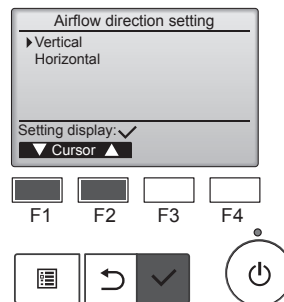 Airflow direction setting
Vertical
Horizontal
Setting display:
Cursor
F1 F2 F3 F4